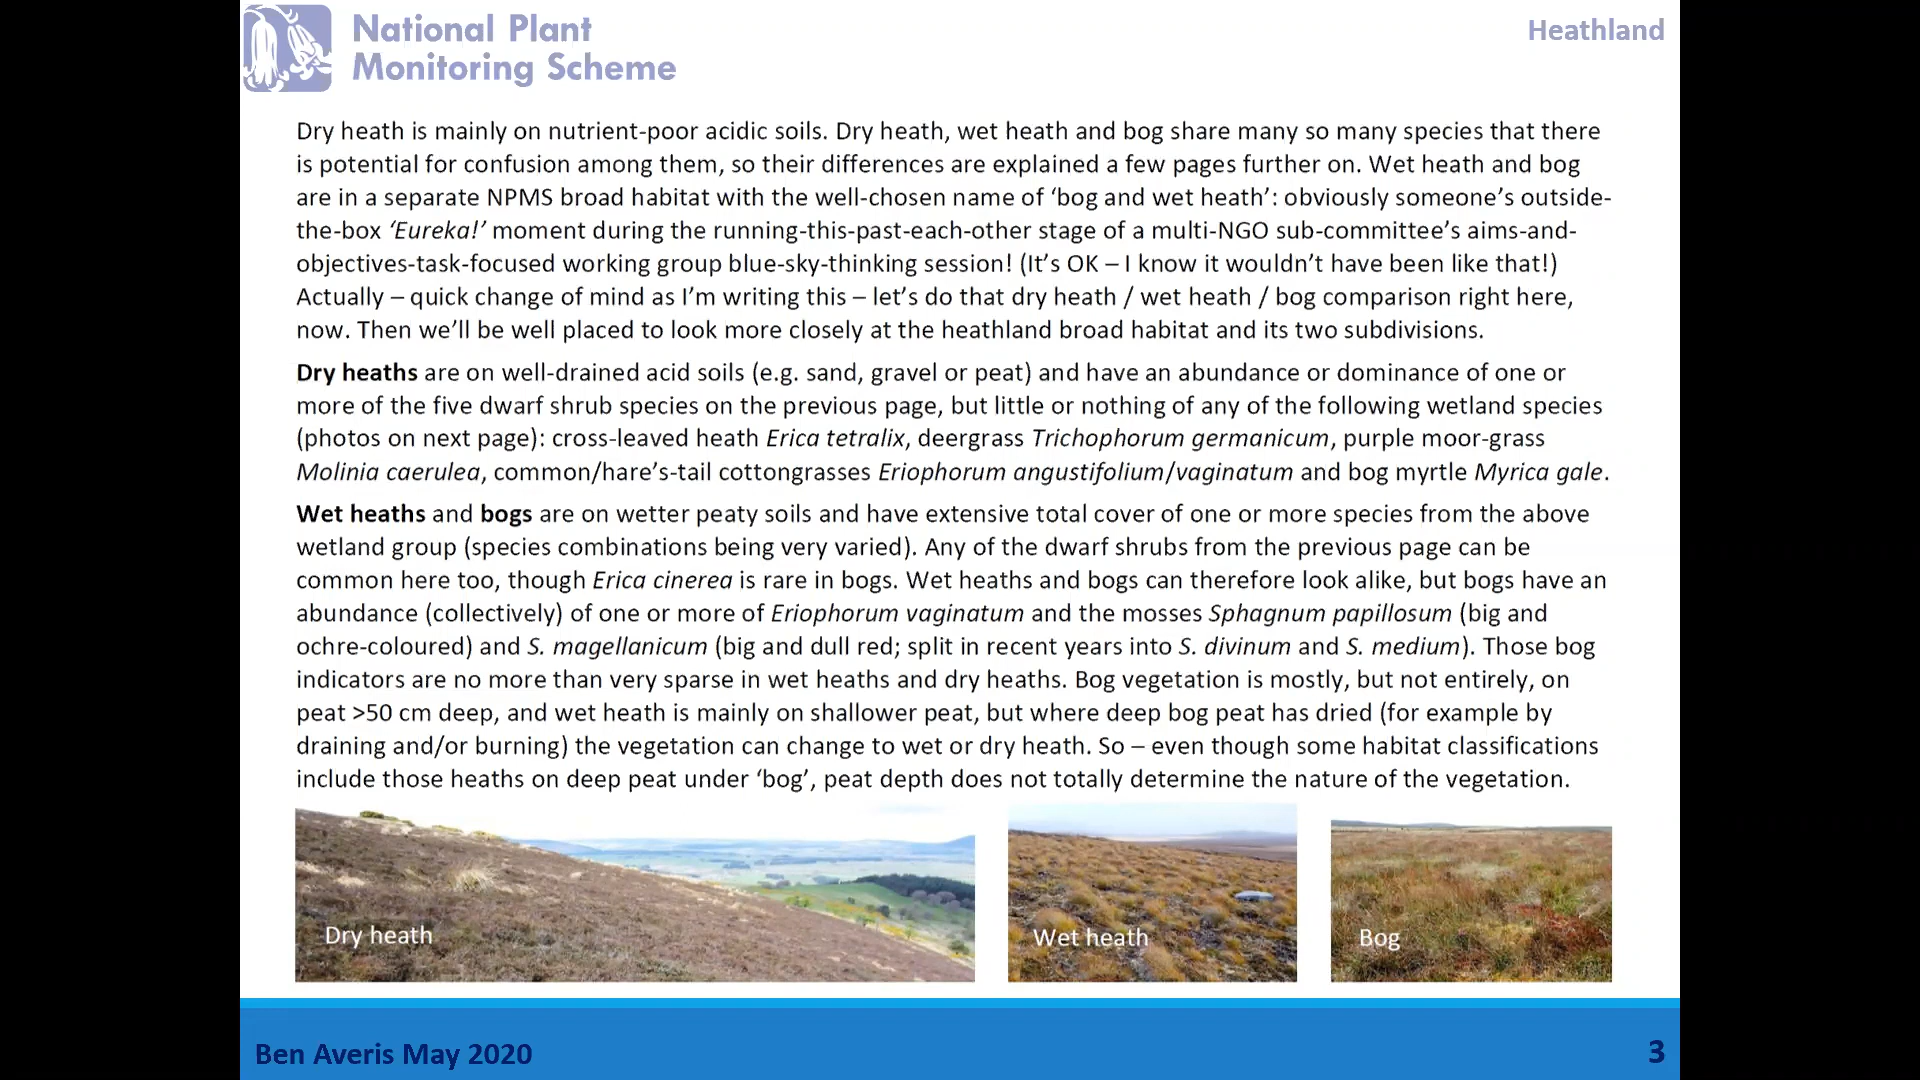 National Plant
Monitoring Scheme
Heathland
Dry heath is mainly on nutrient-poor acidic soils. Dry heath, wet heath and bog share many so many species that there
is potential for confusion among them, so their differences are explained a few pages further on. Wet heath and bog
are in a separate NPMS broad habitat with the well-chosen name of ‘bog and wet heath’: obviously someone’s outside-
the-box ‘Eureka!’ moment during the running-this-past-each-other stage of a multi-NGO sub-committee’s aims-and-
objectives-task-focused working group blue-sky-thinking session! (It’s OK – I know it wouldn’t have been like that!)
Actually – quick change of mind as I’m writing this – let’s do that dry heath / wet heath / bog comparison right here,
now. Then we’ll be well placed to look more closely at the heathland broad habitat and its two subdivisions.
Dry heaths are on well-drained acid soils (e.g. sand, gravel or peat) and have an abundance or dominance of one or
more of the five dwarf shrub species on the previous page, but little or nothing of any of the following wetland species
(photos on next page): cross-leaved heath Erica tetralix, deergrass Trichophorum germanicum, purple moor-grass
Molinia caerulea, common/hare’s-tail cottongrasses Eriophorum angustifolium/vaginatum and bog myrtle Myrica gale.
Wet heaths and bogs are on wetter peaty soils and have extensive total cover of one or more species from the above
wetland group (species combinations being very varied). Any of the dwarf shrubs from the previous page can be
common here too, though Erica cinerea is rare in bogs. Wet heaths and bogs can therefore look alike, but bogs have an
abundance (collectively) of one or more of Eriophorum vaginatum and the mosses Sphagnum papillosum (big and
ochre-coloured) and S. magellanicum (big and dull red; split in recent years into S. divinum and S. medium). Those bog
indicators are no more than very sparse in wet heaths and dry heaths. Bog vegetation is mostly, but not entirely, on
peat >50 cm deep, and wet heath is mainly on shallower peat, but where deep bog peat has dried (for example by
draining and/or burning) the vegetation can change to wet or dry heath. So – even though some habitat classifications
include those heaths on deep peat under ‘bog’, peat depth does not totally determine the nature of the vegetation.
Dry heath
Wet heath
Bog
Ben Averis May 2020
3